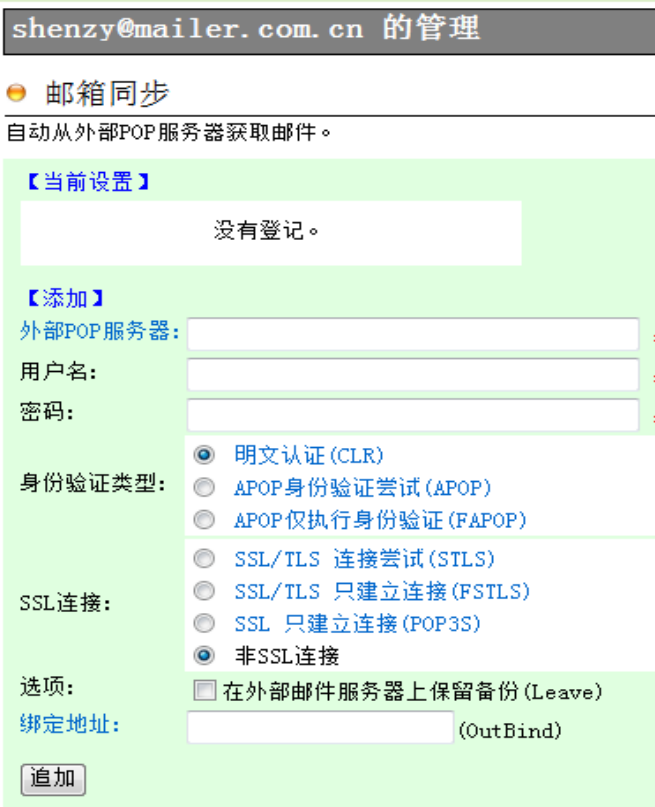 shenzy@mailer.com.cn 的管理
邮箱同步
自动从外部POP服务器获取邮件。
【当前设置】
没有登记。
【添加】
外部POP服务器:
用户名:
密码:
身份验证类型:
明文认证(CLR)
APOP身份验证尝试(APOP)
APOP仅执行身份验证(FAPOP)
SSL连接:
SSL/TLS 连接尝试(STLS)
SSL/TLS 只建立连接(FSTLS)
SSL 只建立连接(POP3S)
非SSL连接
选项:
在外部邮件服务器上保留备份(Leave)
绑定地址:
(OutBind)
追加